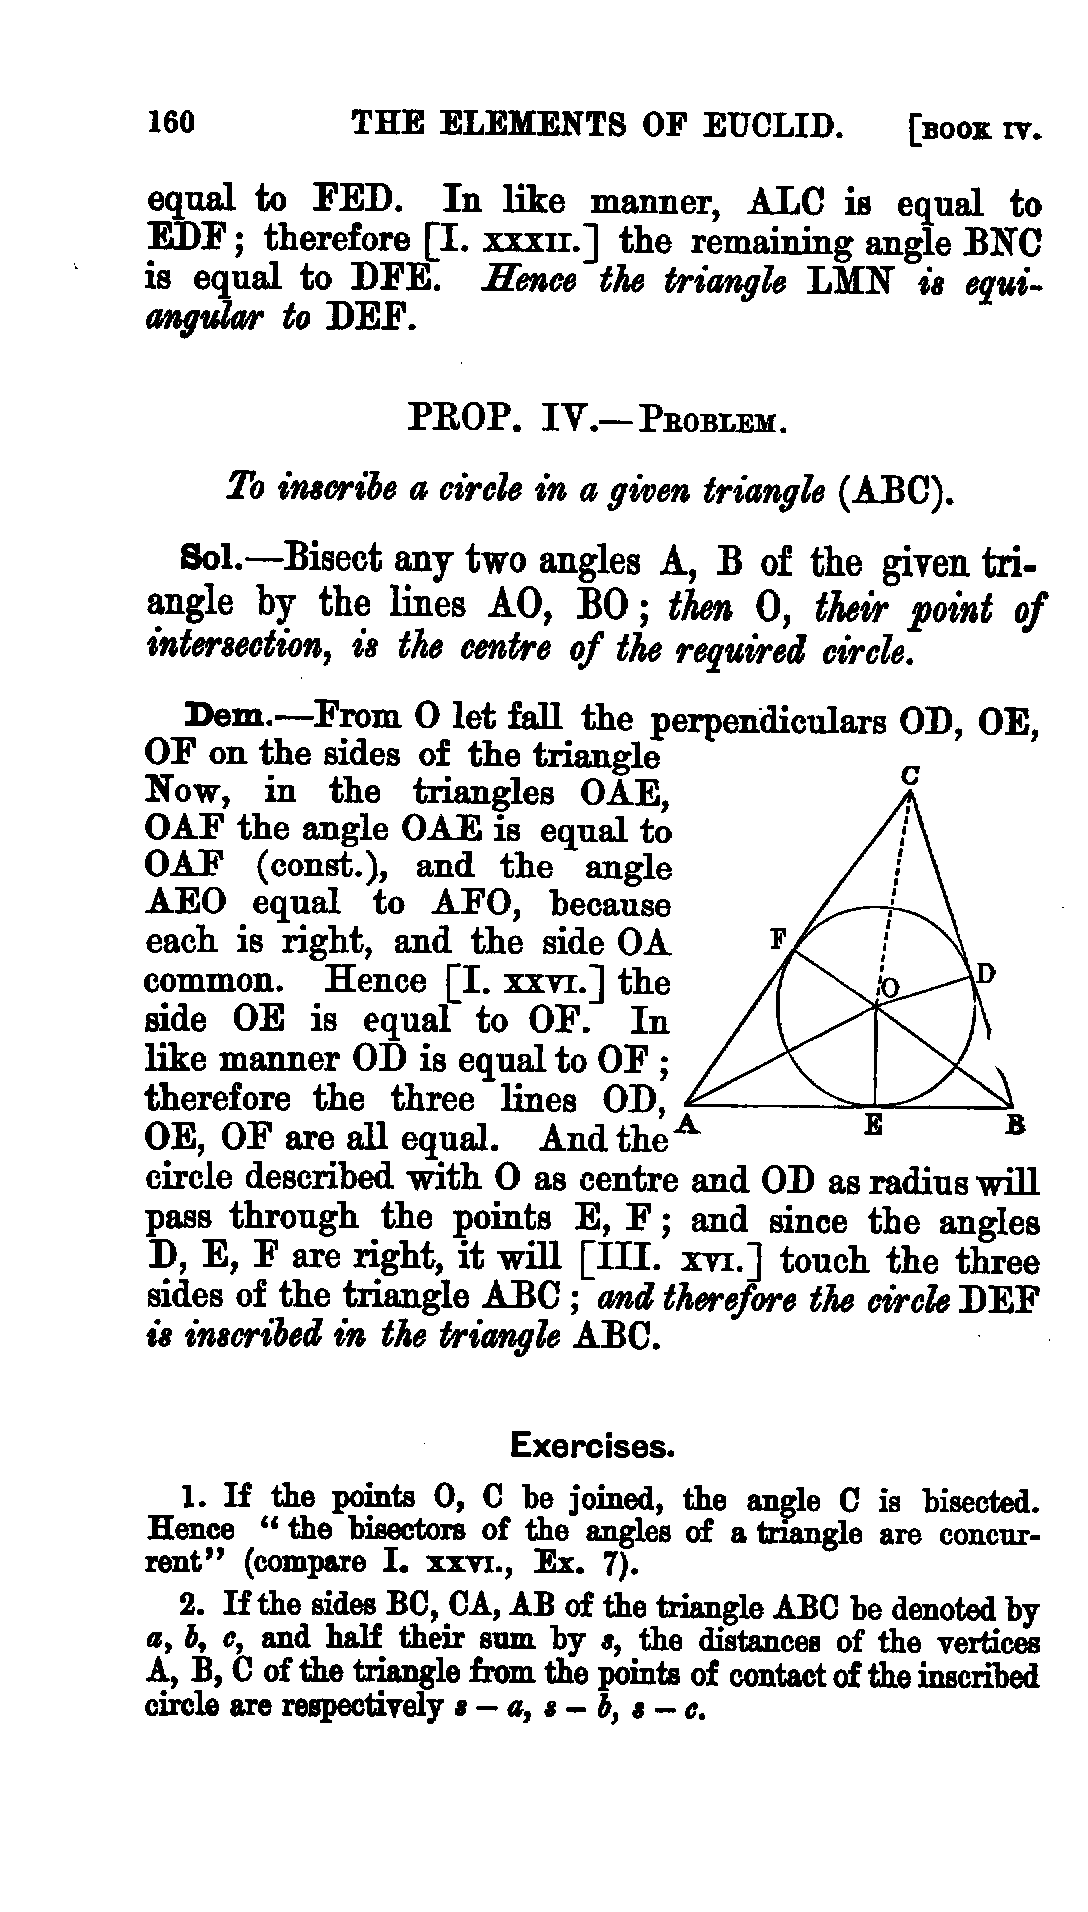 160 THE ELEMENTS OF EUCLID. [BOOK IV.
equal to FED. In like manner, ALC is equal to
EDF; therefore [I. XXXII.] the remaining angle BNC
is equal to DFE. Hence the triangle LMN is equi-
angular to DEF.
PROP. IV.—PROBLEM.
To inscribe a circle in a given triangle (ABC).
Sol.—Bisect any two angles A, B of the given tri-
angle by the lines AO, BO; then O, their point of
intersection, is the centre of the required circle.
Dem.—From O let fall the perpendiculars OD, OE,
OF on the sides of the triangle
Now, in the triangles OAE,
OAF the angle OAE is equal to
OAF (const.), and the angle
AEO equal to AFO, because
each is right, and the side OA
common. Hence [I. XXVI.] the
side OE is equal to OF. In
like manner OD is equal to OF;
therefore the three lines OD,
OE, OF are all equal. And the
circle described with O as centre and OD as radius will
pass through the points E, F; and since the angles
D, E, F are right, it will [III. XVI.] touch the three
sides of the triangle ABC; and therefore the circle DEF
is inscribed in the triangle ABC.
C
F
D
O
A
E
B
Exercises.
1. If the points O, C be joined, the angle C is bisected.
Hence “the bisectors of the angles of a triangle are concur-
rent” (compare I. XXVI., Ex. 7).
2. If the sides BC, CA, AB of the triangle ABC be denoted by
a, b, c, and half their sum by s, the distances of the vertices
A, B, C of the triangle from the points of contact of the inscribed
circle are respectively s – a, s – b, s – c.